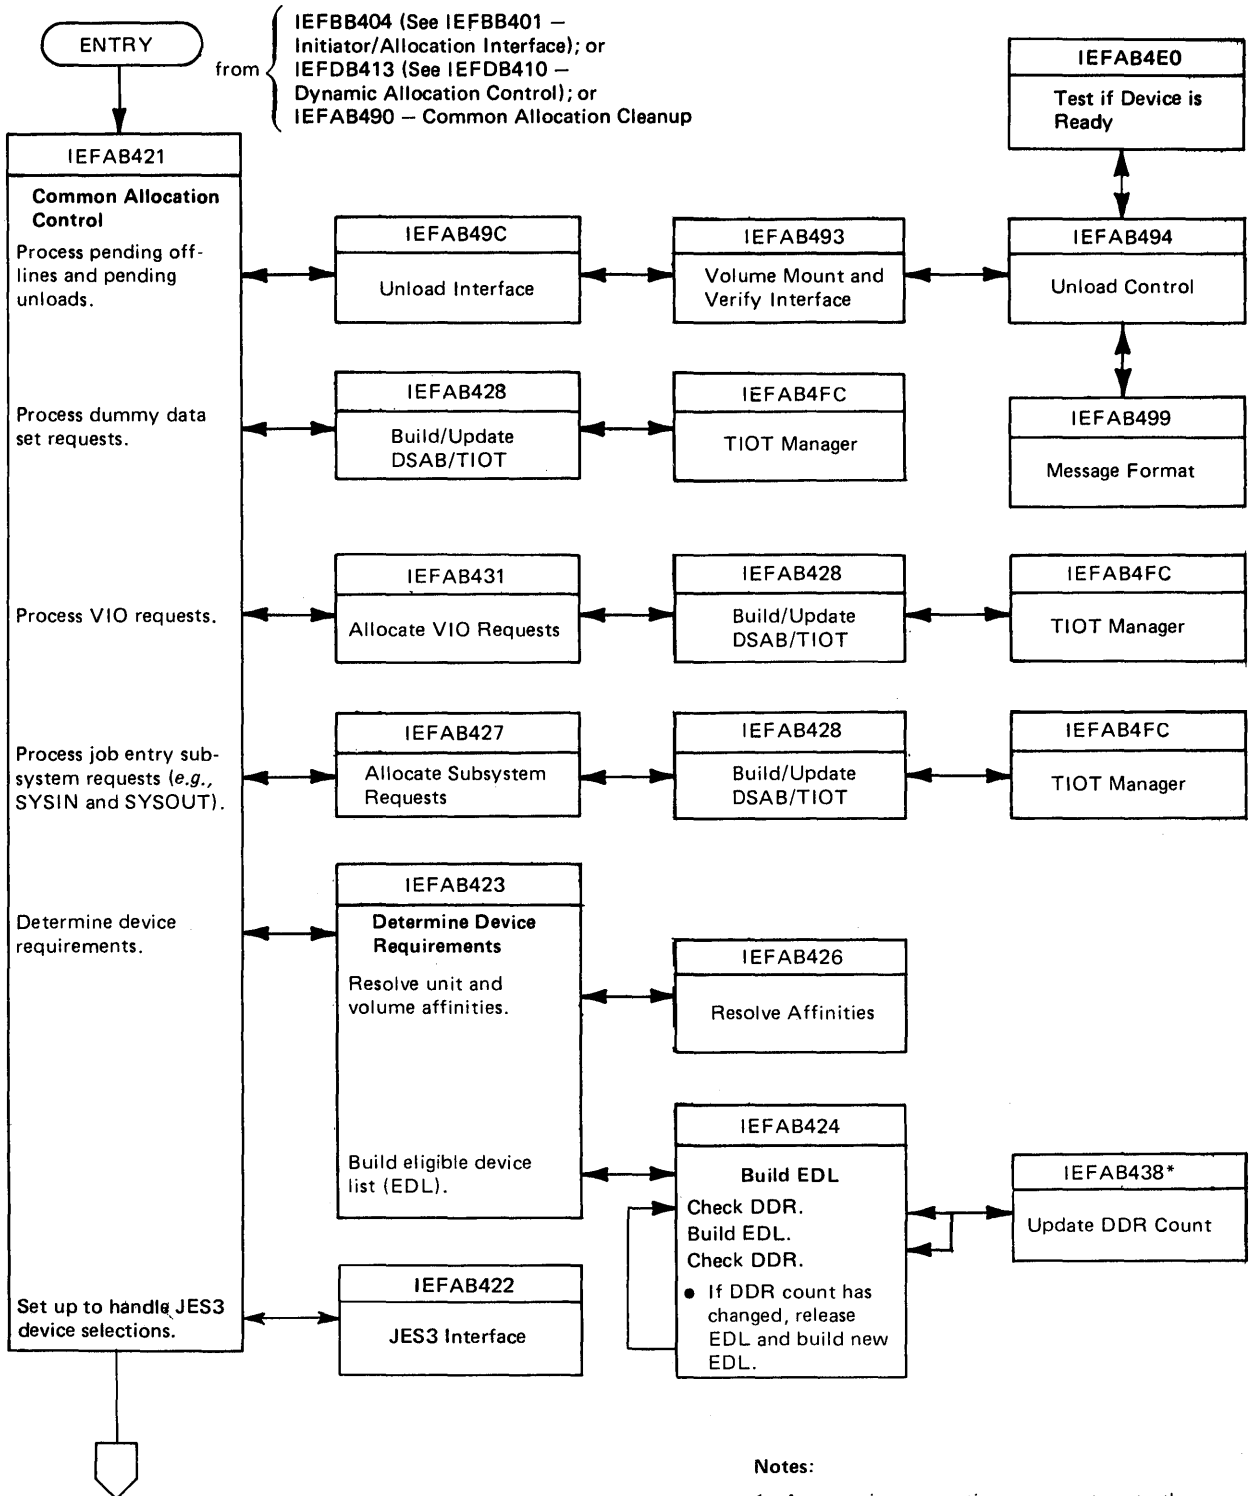 ENTRY
from
IEFBB404 (See IEFBB401 –
Initiator/Allocation Interface); or
IEFDB413 (See IEFDB410 –
Dynamic Allocation Control); or
IEFAB490 – Common Allocation Cleanup
IEFAB4E0
Test if Device is
Ready
IEFAB421
Common Allocation
Control
Process pending off-
lines and pending
unloads.
IEFAB49C
Unload Interface
IEFAB493
Volume Mount and
Verify Interface
IEFAB494
Unload Control
IEFAB499
Message Format
Process dummy data
set requests.
IEFAB428
Build/Update
DSAB/TIOT
IEFAB4FC
TIOT Manager
Process VIO requests.
IEFAB431
Allocate VIO Requests
IEFAB428
Build/Update
DSAB/TIOT
IEFAB4FC
TIOT Manager
Process job entry sub-
system requests (e.g.,
SYSIN and SYSOUT).
IEFAB427
Allocate Subsystem
Requests
IEFAB428
Build/Update
DSAB/TIOT
IEFAB4FC
TIOT Manager
Determine device
requirements.
IEFAB423
Determine Device
Requirements
Resolve unit and
volume affinities.
IEFAB426
Resolve Affinities
Build eligible device
list (EDL).
IEFAB424
Build EDL
Check DDR.
Build EDL.
Check DDR.
● If DDR count has
changed, release
EDL and build new
EDL.
IEFAB438*
Update DDR Count
Set up to handle JES3
device selections.
IEFAB422
JES3 Interface
Notes: